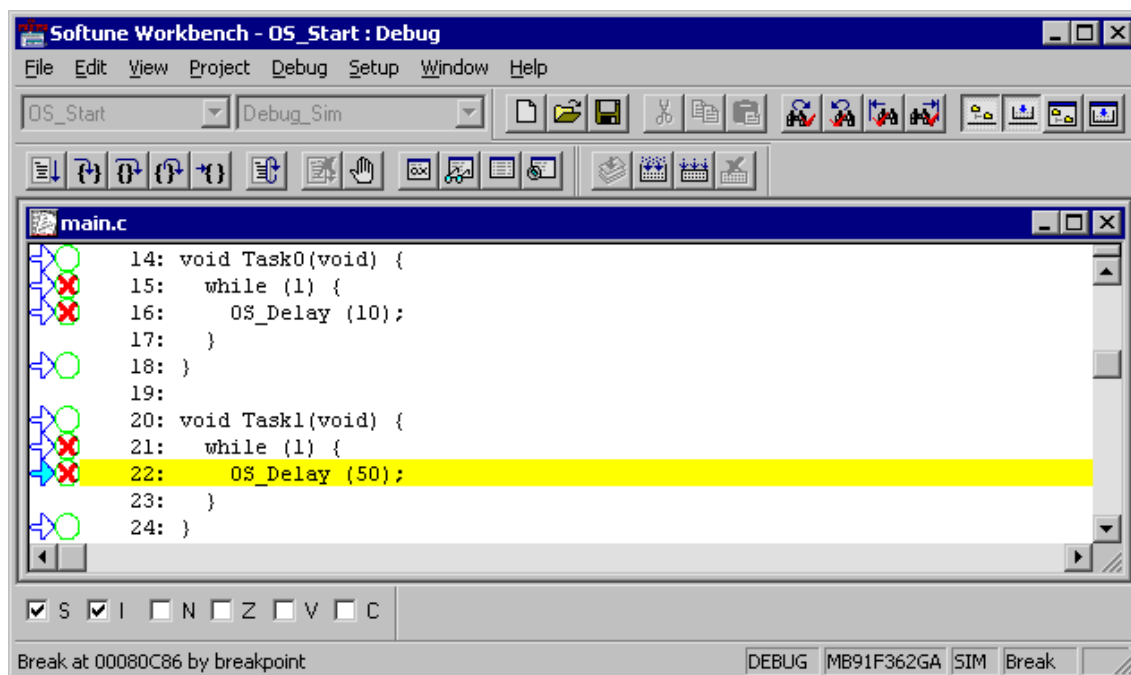 Softune Workbench - OS_Start : Debug
File Edit View Project Debug Setup Window Help
OS_Start Debug_Sim
main.c
14: void Task0(void) {
15: while (1) {
16: OS_Delay (10);
17: }
18: }
19:
20: void Task1(void) {
21: while (1) {
22: OS_Delay (50);
23: }
24: }
S I N Z V C
Break at 00080C86 by breakpoint DEBUG MB91F362GA SIM Break